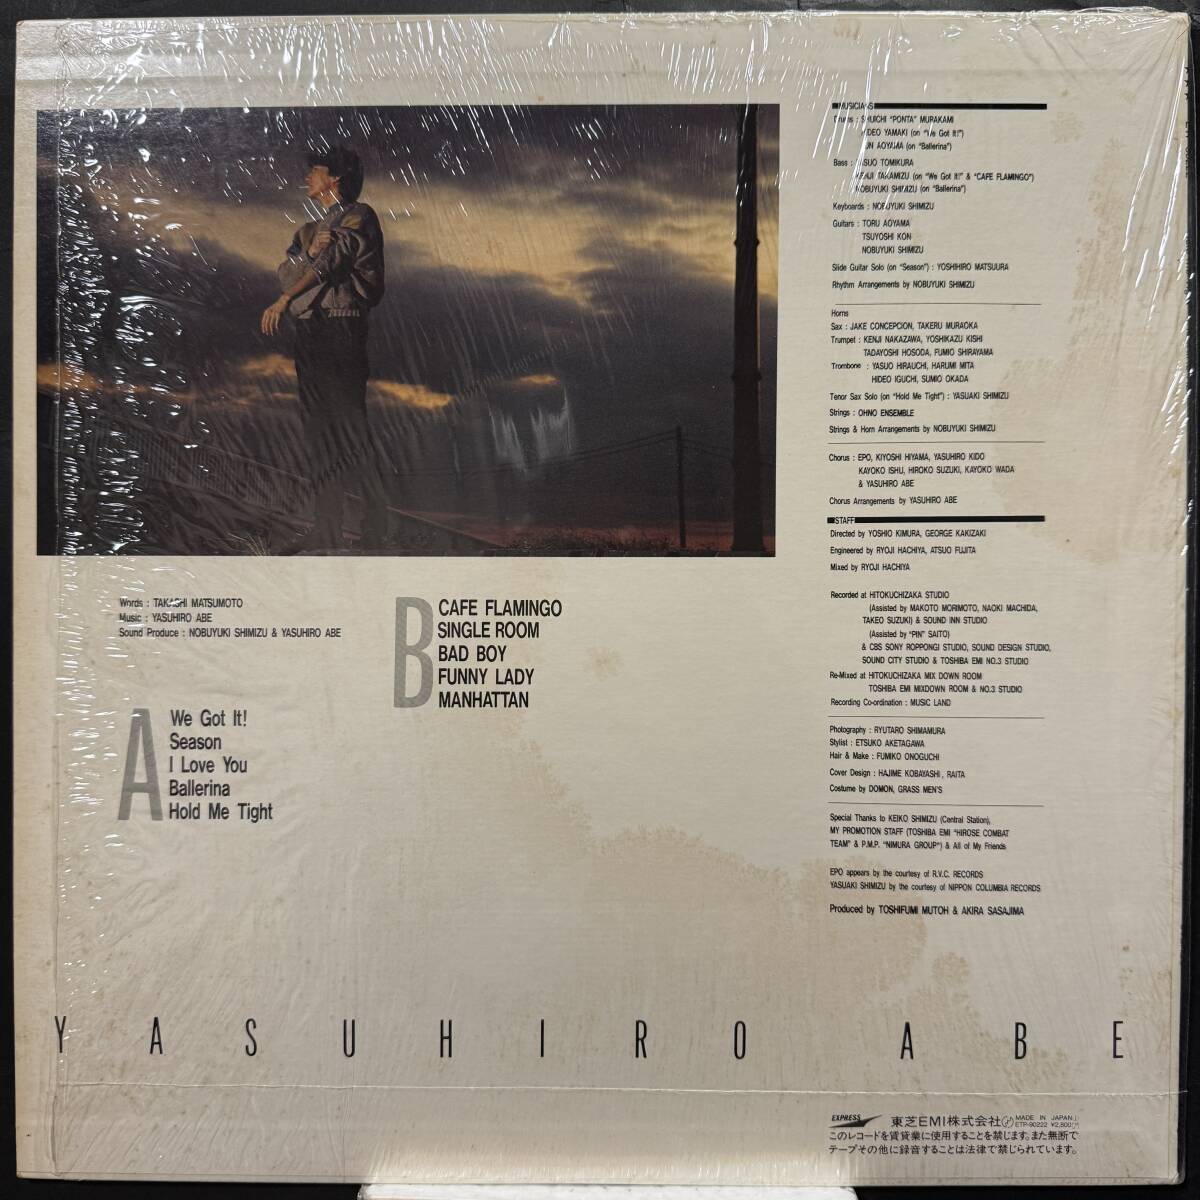 MUSICIANS
Drums : SHUICHI "PONTA" MURAKAMI
HIDEO YAMAKI (on "We Got It!")
JUN AOYAMA (on "Ballerina")
Bass : YASUO TOMIKURA
KENJI TAKAMIZU (on "We Got It!" & "CAFE FLAMINGO")
NOBUYUKI SHIMIZU (on "Ballerina")
Keyboards : NOBUYUKI SHIMIZU
Guitars : TORU AOYAMA
TSUYOSHI KON
NOBUYUKI SHIMIZU
Slide Guitar Solo (on "Season") : YOSHIHIRO MATSUURA
Rhythm Arrangements by NOBUYUKI SHIMIZU
Horns
Sax : JAKE CONCEPCION, TAKERU MURAOKA
Trumpet : KENJI NAKAZAWA, YOSHIKAZU KISHI
TADAYOSHI HOSODA, FUMIO SHIRAYAMA
Trombone : YASUO HIRAUCHI, HARUMI MITA
HIDEO IGUCHI, SUMIO OKADA
Tenor Sax Solo (on "Hold Me Tight") : YASUAKI SHIMIZU
Strings : OHNO ENSEMBLE
Strings & Horn Arrangements by NOBUYUKI SHIMIZU
Chorus : EPO, KIYOSHI HIYAMA, YASUHIRO KIDO
KAYOKO ISHU, HIROKO SUZUKI, KAYOKO WADA
& YASUHIRO ABE
Chorus Arrangements by YASUHIRO ABE
STAFF
Directed by YOSHIO KIMURA, GEORGE KAKIZAKI
Engineered by RYOJI HACHIYA, ATSUO FUJITA
Mixed by RYOJI HACHIYA
Recorded at HITOKUCHIZAKA STUDIO
(Assisted by MAKOTO MORIMOTO, NAOKI MACHIDA,
TAKEO SUZUKI) & SOUND INN STUDIO
(Assisted by "PIN" SAITO)
& CBS SONY ROPPONGI STUDIO, SOUND DESIGN STUDIO,
SOUND CITY STUDIO & TOSHIBA EMI NO.3 STUDIO
Re-Mixed at HITOKUCHIZAKA MIX DOWN ROOM
TOSHIBA EMI MIXDOWN ROOM & NO.3 STUDIO
Recording Co-ordination : MUSIC LAND
Photography : RYUTARO SHIMAMURA
Stylist : ETSUKO AKETAGAWA
Hair & Make : FUMIKO ONOGUCHI
Cover Design : HAJIME KOBAYASHI, RAITA
Costume by DOMON, GRASS MEN'S
Special Thanks to KEIKO SHIMIZU (Central Station),
MY PROMOTION STAFF (TOSHIBA EMI "HIROSE COMBAT
TEAM" & P.M.P. "NIMURA GROUP") & All of My Friends
EPO appears by the courtesy of R.V.C. RECORDS
YASUAKI SHIMIZU by the courtesy of NIPPON COLUMBIA RECORDS
Produced by TOSHIFUMI MUTOH & AKIRA SASAJIMA
Words : TAKASHI MATSUMOTO
Music : YASUHIRO ABE
Sound Produce : NOBUYUKI SHIMIZU & YASUHIRO ABE
A
We Got It!
Season
I Love You
Ballerina
Hold Me Tight
B
CAFE FLAMINGO
SINGLE ROOM
BAD BOY
FUNNY LADY
MANHATTAN
YASUHIRO ABE
EXPRESS 東芝EMI株式会社 MADE IN JAPAN
ETP-90222 ¥2,800
このレコードを賃貸業に使用することを禁じます。また無断で
テープその他に録音することは法律で禁じられています。